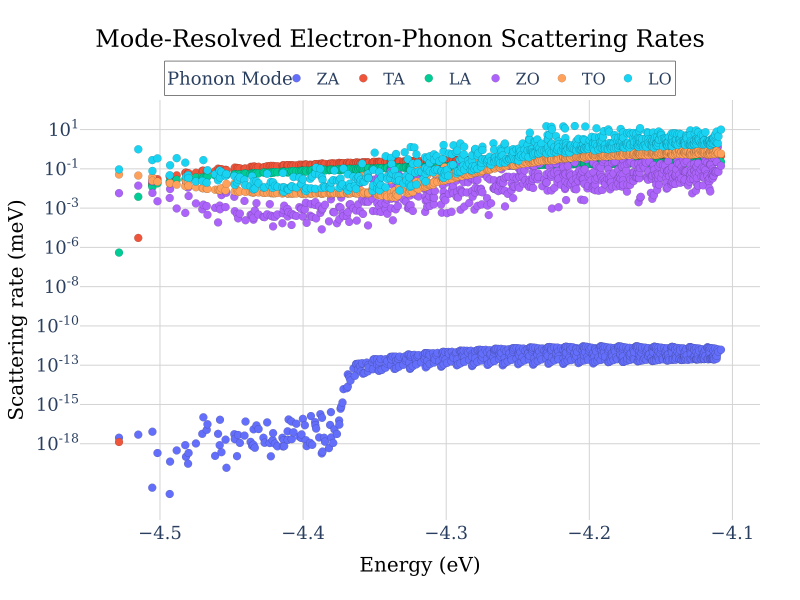 Mode-Resolved Electron-Phonon Scattering Rates
Phonon Mode ZA TA LA ZO TO LO
10^1
10^-1
10^-3
10^-6
10^-8
10^-10
10^-13
10^-15
10^-18
Scattering rate (meV)
−4.5 −4.4 −4.3 −4.2 −4.1
Energy (eV)